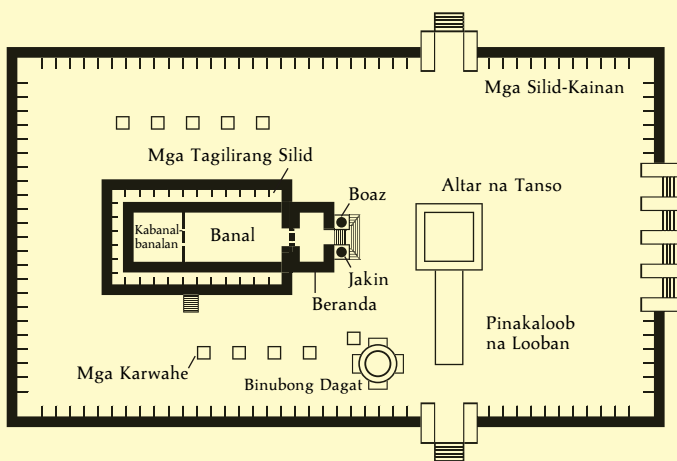 Mga Silid-Kainan
Mga Tagilirang Silid
Boaz
Altar na Tanso
Kabanal-
banalan
Banal
Jakin
Beranda
Pinakaloob
na Looban
Mga Karwahe
Binubong Dagat